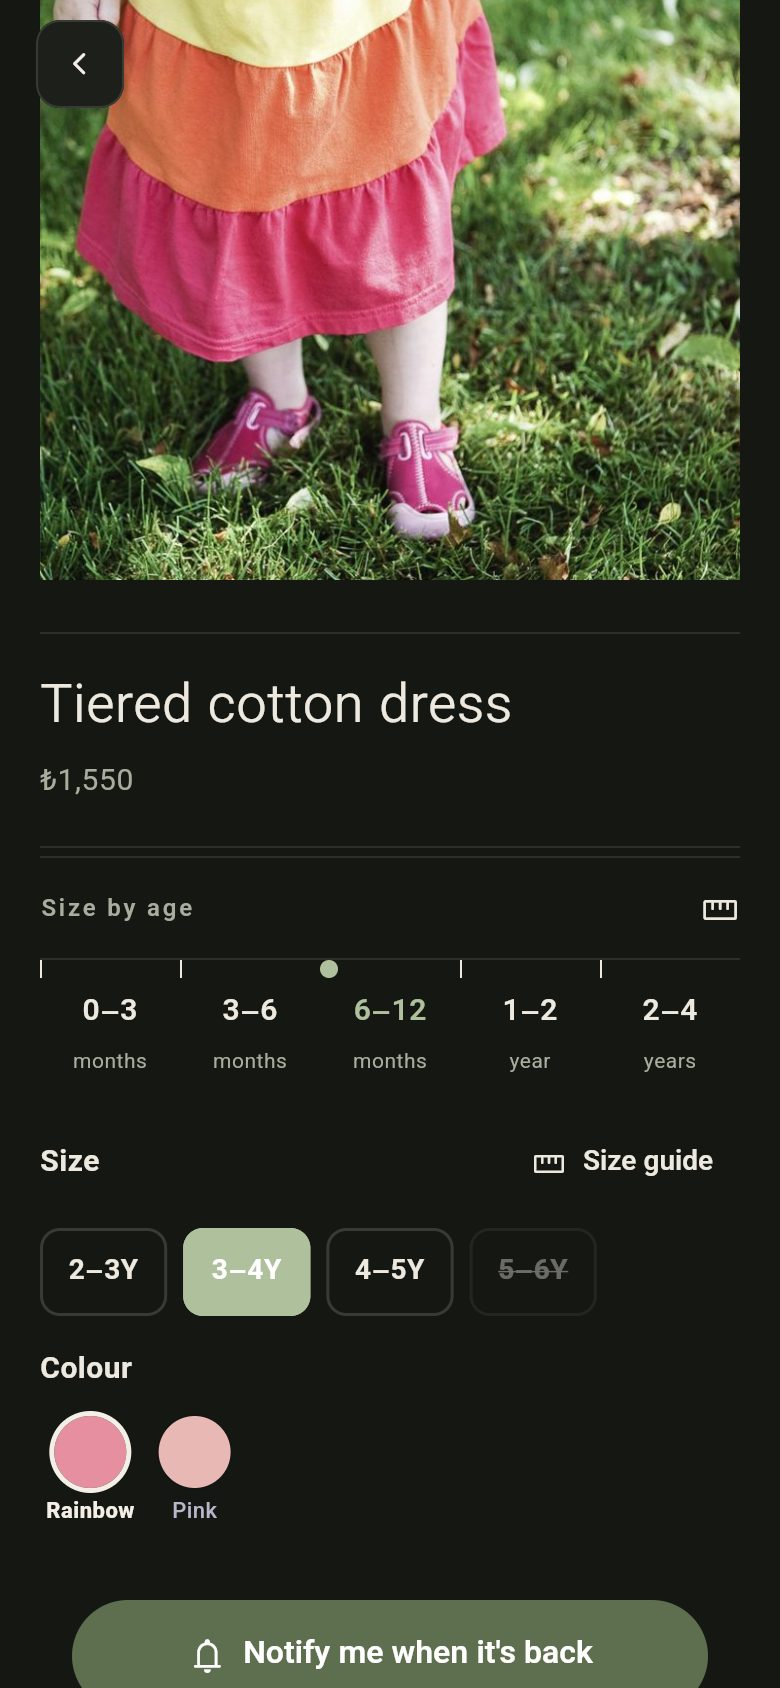 Tiered cotton dress
₺1,550
Size by age
0–3 3–6 6–12 1–2 2–4
months months months year years
Size Size guide
2–3Y 3–4Y 4–5Y 5–6Y
Colour
Rainbow Pink
Notify me when it's back